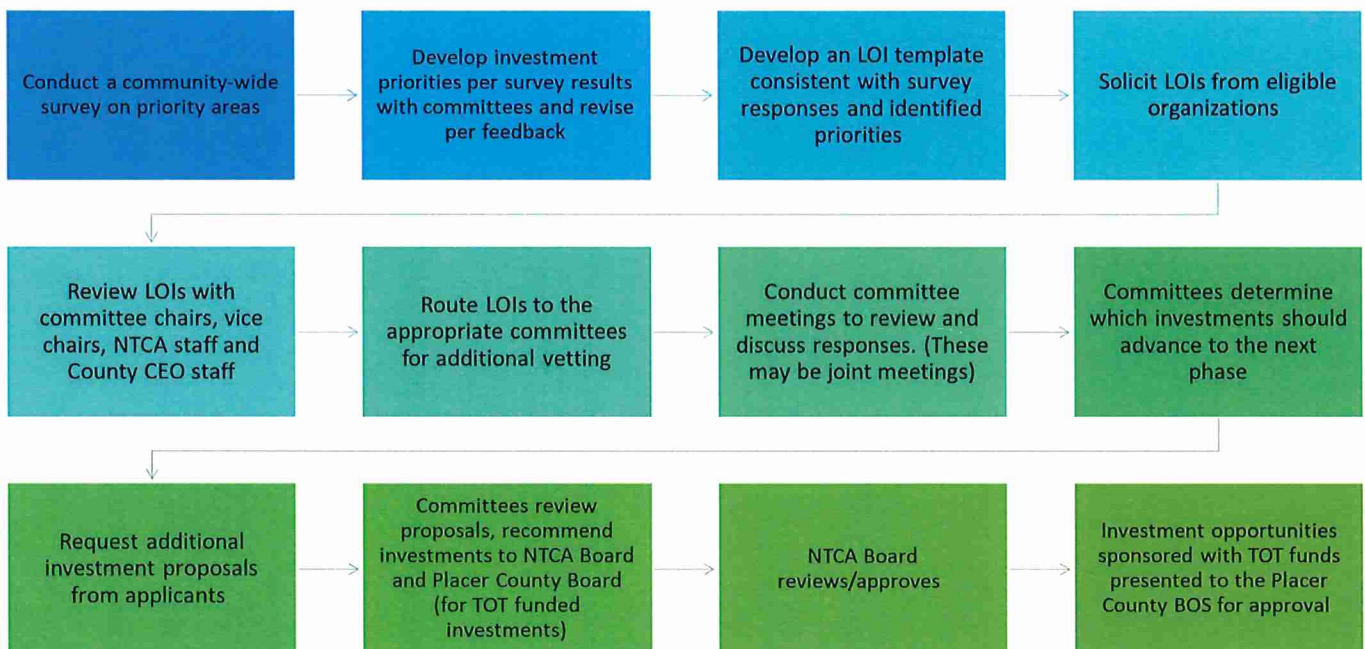 Conduct a community-wide
survey on priority areas
Develop investment
priorities per survey results
with committees and revise
per feedback
Develop an LOI template
consistent with survey
responses and identified
priorities
Solicit LOIs from eligible
organizations
Review LOIs with
committee chairs, vice
chairs, NTCA staff and
County CEO staff
Route LOIs to the
appropriate committees
for additional vetting
Conduct committee
meetings to review and
discuss responses. (These
may be joint meetings)
Committees determine
which investments should
advance to the next
phase
Request additional
investment proposals
from applicants
Committees review
proposals, recommend
investments to NTCA Board
and Placer County Board
(for TOT funded
investments)
NTCA Board
reviews/approves
Investment opportunities
sponsored with TOT funds
presented to the Placer
County BOS for approval